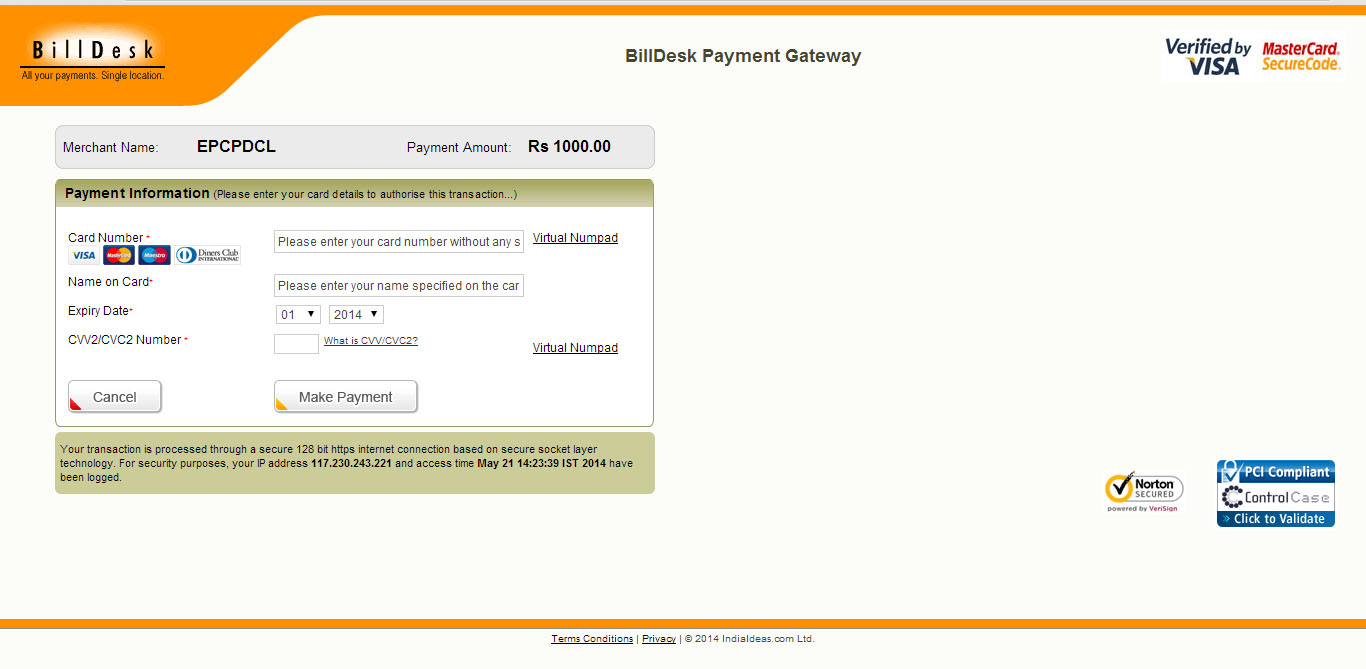 BillDesk
All your payments. Single location.
BillDesk Payment Gateway
Verified by
VISA
MasterCard.
SecureCode.
Merchant Name: EPCPDCL Payment Amount: Rs 1000.00
Payment Information (Please enter your card details to authorise this transaction...)
Card Number *
VISA MasterCard Maestro Diners Club
INTERNATIONAL
Please enter your card number without any s
Virtual Numpad
Name on Card*
Please enter your name specified on the car
Expiry Date*
01 2014
CVV2/CVC2 Number *
What is CVV/CVC2?
Virtual Numpad
Cancel
Make Payment
Your transaction is processed through a secure 128 bit https internet connection based on secure socket layer
technology. For security purposes, your IP address 117.230.243.221 and access time May 21 14:23:39 IST 2014 have
been logged.
Norton
SECURED
powered by VeriSign
PCI Compliant
ControlCase
» Click to Validate
Terms Conditions | Privacy | © 2014 IndiaIdeas.com Ltd.